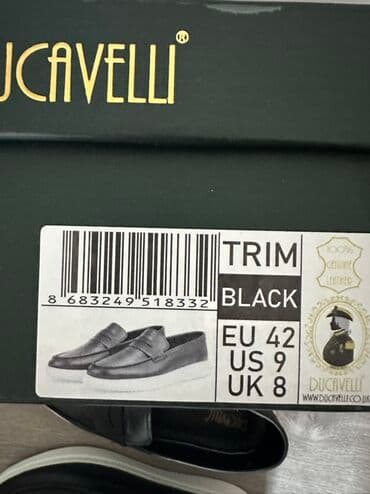 DUCAVELLI®
8 683249 518332
TRIM
BLACK
EU 42
US 9
UK 8
100%
GENUINE
LEATHER
DUCAVELLI
WWW.DUCAVELLI.CO.UK